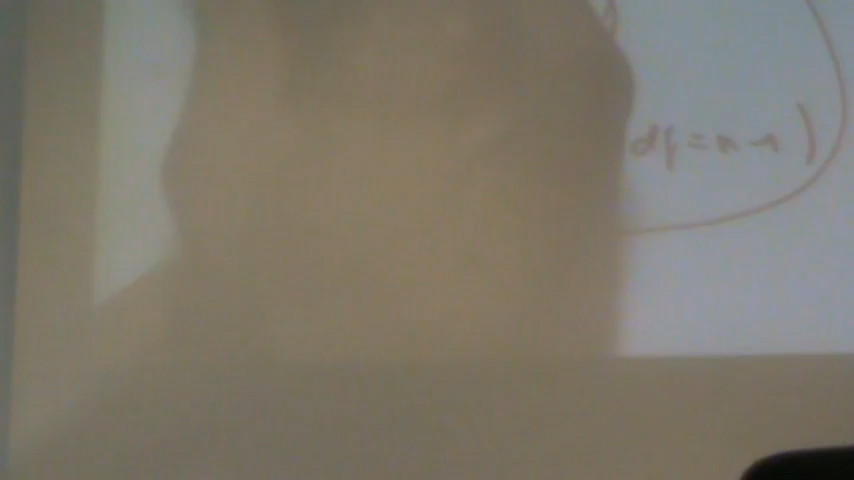 df = n - 1 )